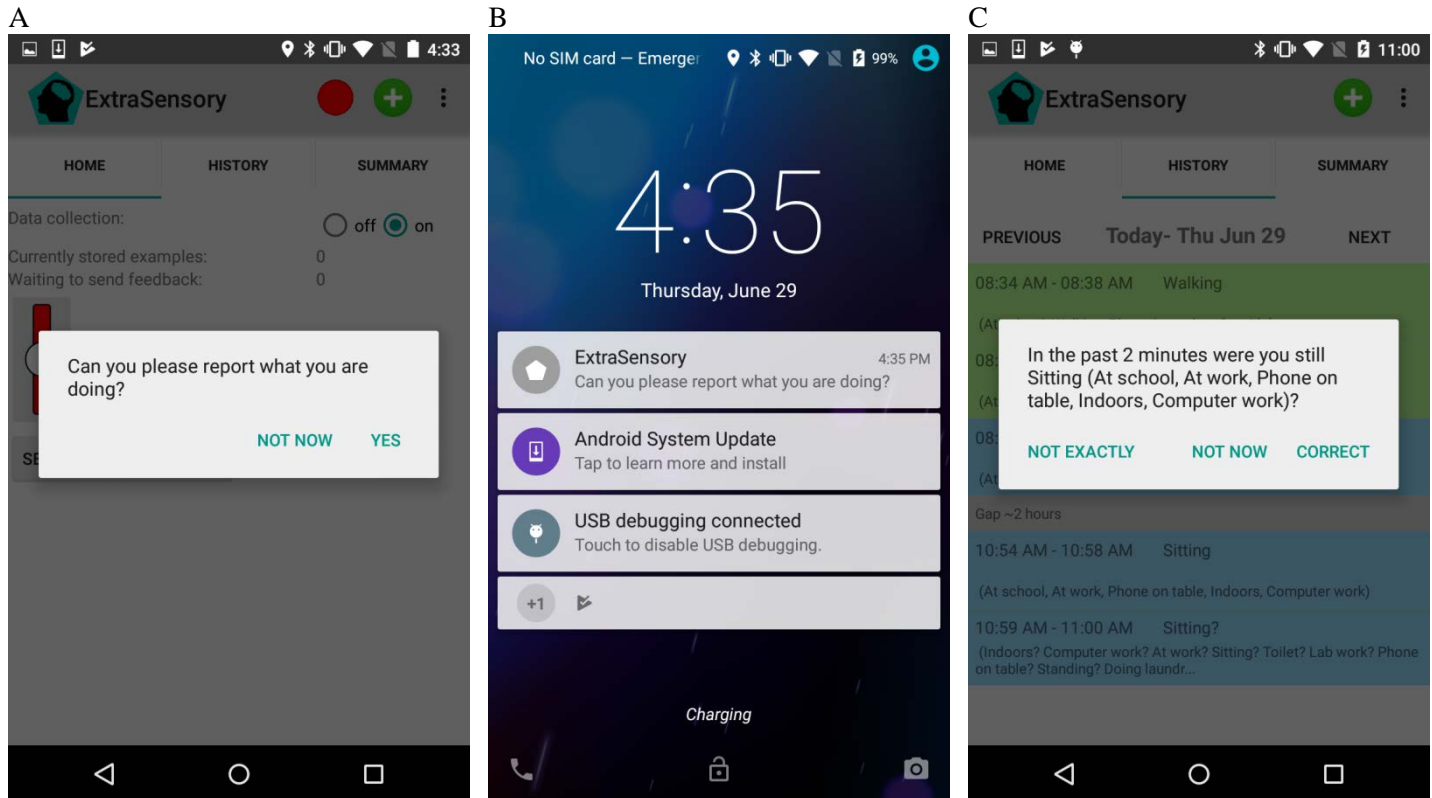 A
4:33
ExtraSensory
HOME HISTORY SUMMARY
Data collection: off on
Currently stored examples: 0
Waiting to send feedback: 0
Can you please report what you are
doing?
NOT NOW YES
SE
B
No SIM card — Emerger 99%
4:35
Thursday, June 29
ExtraSensory 4:35 PM
Can you please report what you are doing?
Android System Update
Tap to learn more and install
USB debugging connected
Touch to disable USB debugging.
+1
Charging
C
11:00
ExtraSensory
HOME HISTORY SUMMARY
PREVIOUS Today- Thu Jun 29 NEXT
08:34 AM - 08:38 AM Walking
(At
08:
(At
08:
(At
In the past 2 minutes were you still
Sitting (At school, At work, Phone on
table, Indoors, Computer work)?
NOT EXACTLY NOT NOW CORRECT
Gap ~2 hours
10:54 AM - 10:58 AM Sitting
(At school, At work, Phone on table, Indoors, Computer work)
10:59 AM - 11:00 AM Sitting?
(Indoors? Computer work? At work? Sitting? Toilet? Lab work? Phone
on table? Standing? Doing laundr...